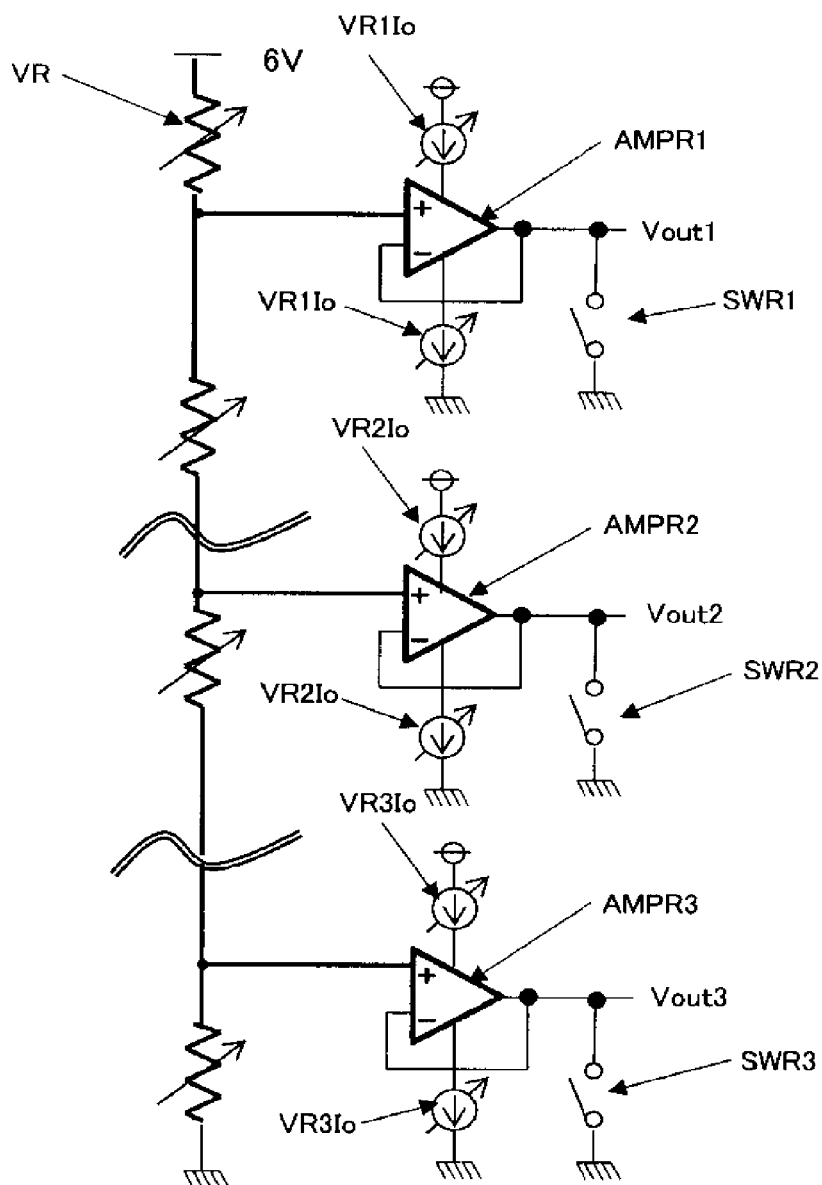 VR1Io
6V
VR
AMPR1
+
−
Vout1
VR1Io
SWR1
VR2Io
AMPR2
+
−
Vout2
VR2Io
SWR2
VR3Io
AMPR3
+
−
Vout3
VR3Io
SWR3